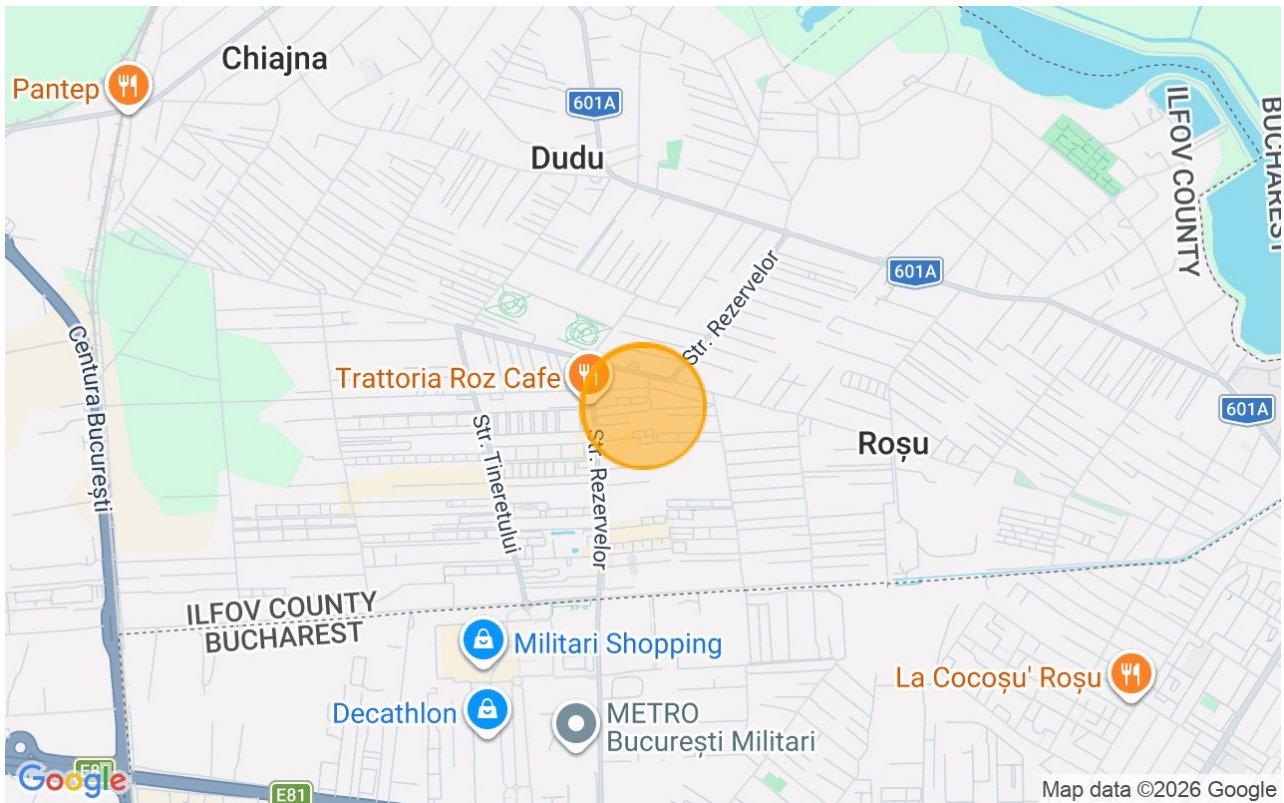 Chiajna
Pantep
601A
ILFOV COUNTY
BUCHAREST
Dudu
601A
Str. Rezervelor
Centura București
Trattoria Roz Cafe
601A
Str. Tineretului
Str. Rezervelor
Roșu
ILFOV COUNTY
BUCHAREST
Militari Shopping
La Cocoșu' Roșu
Decathlon
METRO
București Militari
Google
E81
Map data ©2026 Google